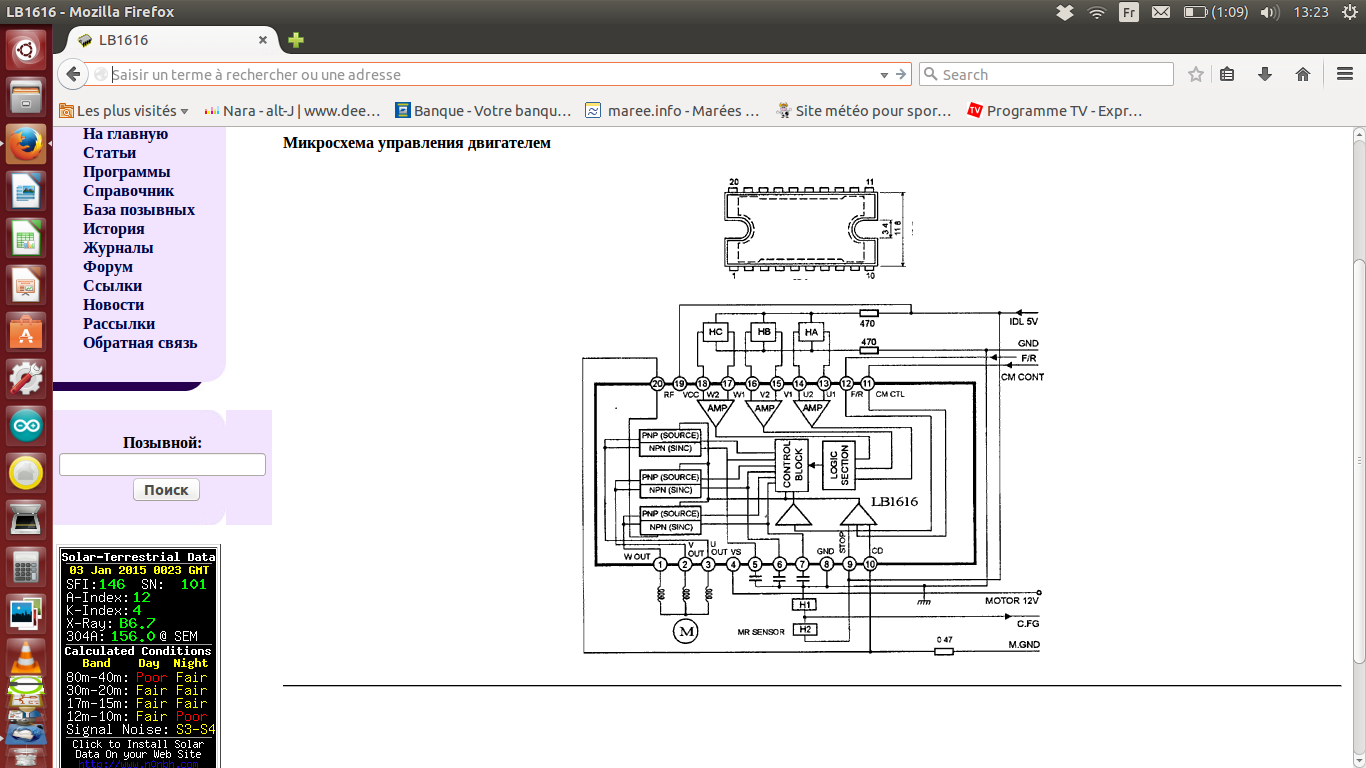 LB1616 - Mozilla Firefox
Fr
(1:09)
13:23
LB1616
Saisir un terme à rechercher ou une adresse
Search
Les plus visités
Nara - alt-J | www.dee...
Banque - Votre banqu...
maree.info - Marées ...
Site météo pour spor...
TV
Programme TV - Expr...
На главную
Статьи
Программы
Справочник
База позывных
История
Журналы
Форум
Ссылки
Новости
Рассылки
Обратная связь
Позывной:
Поиск
Solar-Terrestrial Data
03 Jan 2015 0023 GMT
SFI:146 SN: 101
A-Index:12
K-Index:4
X-Ray: B6.7
304A: 156.0 @ SEM
Calculated Conditions
Band Day Night
80m-40m: Poor Fair
30m-20m: Fair Fair
17m-15m: Fair Fair
12m-10m: Fair Poor
Signal Noise: S3-S4
Click to Install Solar
Data On your Web Site
Микросхема управления двигателем
20 11
3.4
11.8
1 10
IDL 5V
HC HB HA
470
470
GND
F/R
CM CONT
20 19 18 17 16 15 14 13 12 11
RF VCC W2 W1 V2 V1 U2 U1 F/R CM CTL
AMP AMP AMP
PNP (SOURCE)
NPN (SINC)
PNP (SOURCE)
NPN (SINC)
PNP (SOURCE)
NPN (SINC)
CONTROL
BLOCK
LOGIC
SECTION
LB1616
W OUT
V
OUT
U
OUT
VS
GND
STOP
CD
1 2 3 4 5 6 7 8 9 10
MOTOR 12V
H1
C.FG
M
MR SENSOR
H2
0 47
M.GND